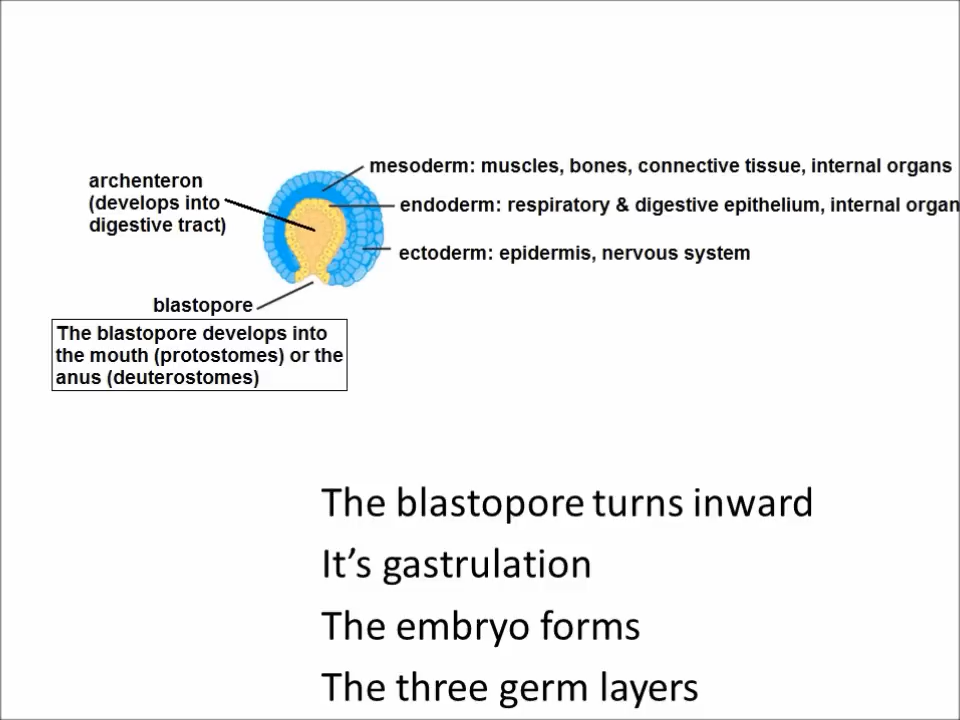 mesoderm: muscles, bones, connective tissue, internal organs
archenteron
(develops into
digestive tract)
endoderm: respiratory & digestive epithelium, internal organ
ectoderm: epidermis, nervous system
blastopore
The blastopore develops into
the mouth (protostomes) or the
anus (deuterostomes)
The blastopore turns inward
It’s gastrulation
The embryo forms
The three germ layers